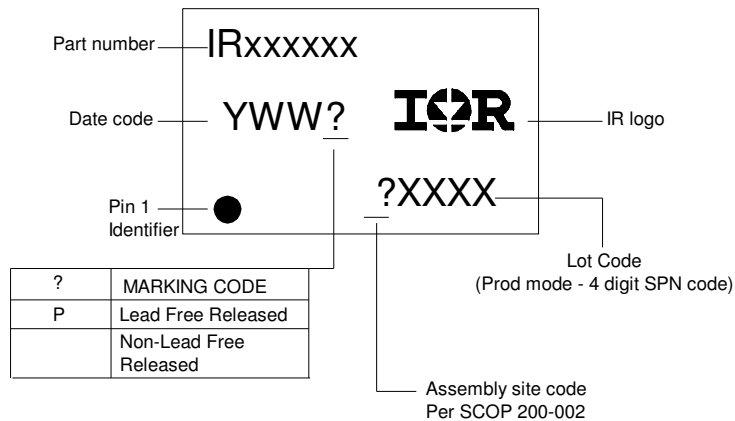 Part number
IRxxxxxx
Date code
YWW?
IOR
IR logo
?XXXX
Pin 1
Identifier
Lot Code
(Prod mode - 4 digit SPN code)
? MARKING CODE
P Lead Free Released
Non-Lead Free
Released
Assembly site code
Per SCOP 200-002